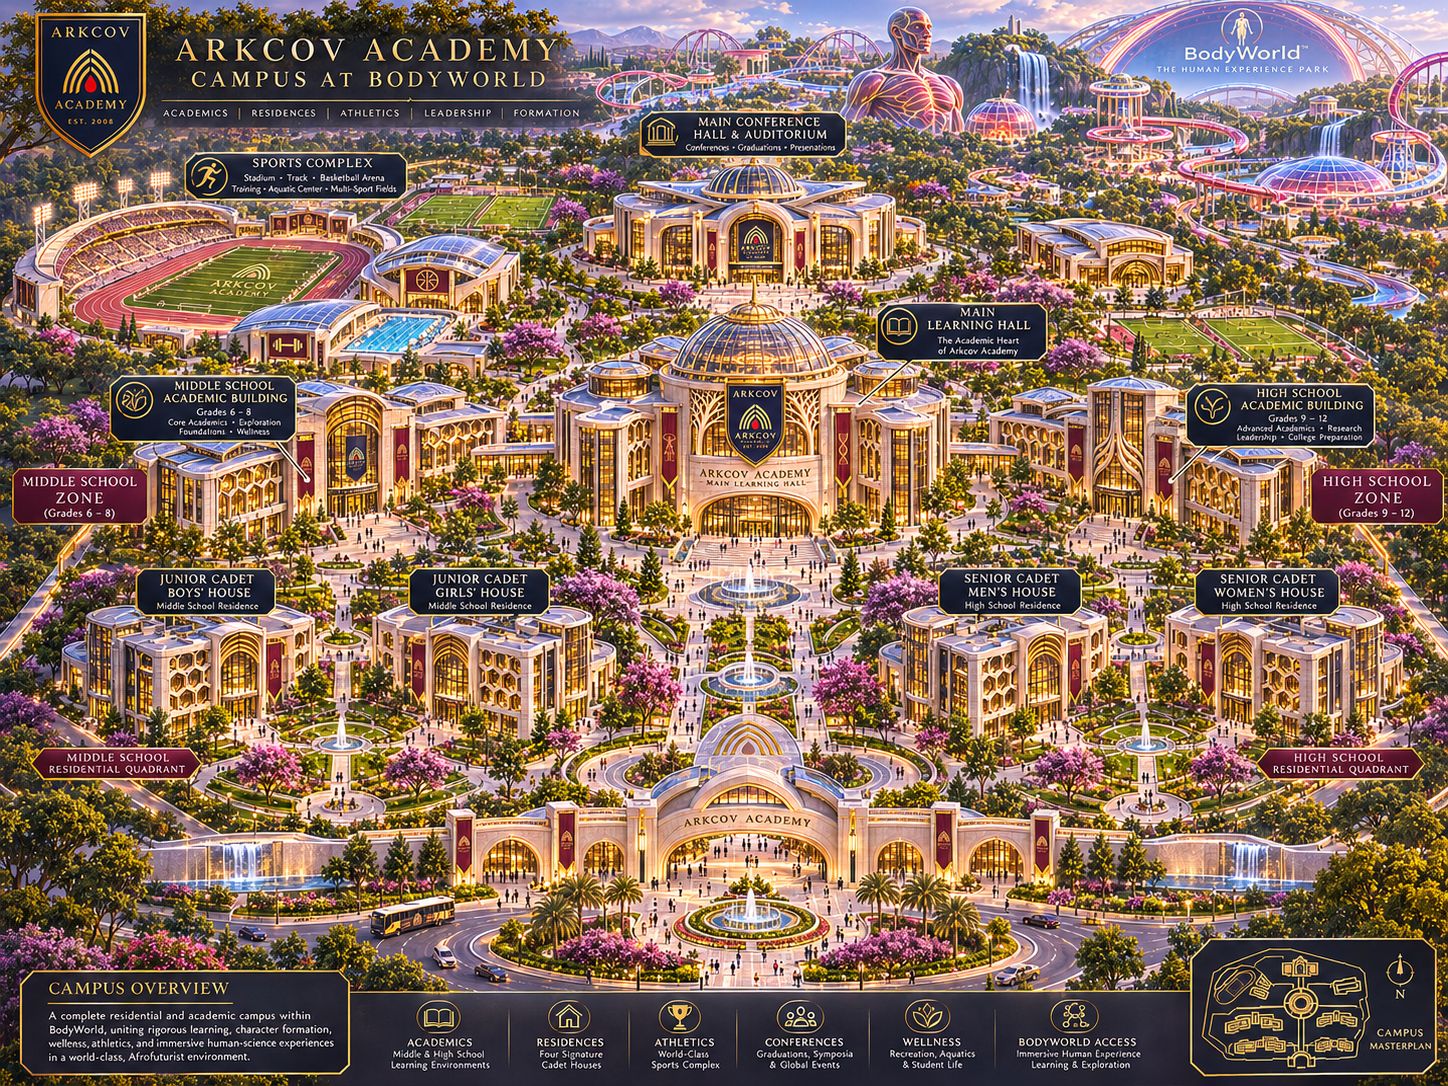 ARKCOV
ACADEMY
EST. 2008
ARKCOV ACADEMY
CAMPUS AT BODYWORLD
ACADEMICS | RESIDENCES | ATHLETICS | LEADERSHIP | FORMATION
BodyWorld™
THE HUMAN EXPERIENCE PARK
MAIN CONFERENCE
HALL & AUDITORIUM
Conferences • Graduations • Presenations
SPORTS COMPLEX
Stadium • Track • Basketball Arena
Training • Aquatic Center • Multi-Sport Fields
ARKCOV
ACADEMY
MAIN
LEARNING HALL
The Academic Heart
of Arkcov Academy
MIDDLE SCHOOL
ACADEMIC BUILDING
Grades 6 – 8
Core Academics • Exploration
Foundations • Wellness
HIGH SCHOOL
ACADEMIC BUILDING
Grades 9 – 12
Advanced Academics • Research
Leadership • College Preparation
ARKCOV
ARKCOV
ARKCOV ACADEMY
MAIN LEARNING HALL
MIDDLE SCHOOL
ZONE
(Grades 6 – 8)
HIGH SCHOOL
ZONE
(Grades 9 – 12)
JUNIOR CADET
BOYS' HOUSE
Middle School Residence
JUNIOR CADET
GIRLS' HOUSE
Middle School Residence
SENIOR CADET
MEN'S HOUSE
High School Residence
SENIOR CADET
WOMEN'S HOUSE
High School Residence
MIDDLE SCHOOL
RESIDENTIAL QUADRANT
HIGH SCHOOL
RESIDENTIAL QUADRANT
ARKCOV ACADEMY
CAMPUS OVERVIEW
A complete residential and academic campus within
BodyWorld, uniting rigorous learning, character formation,
wellness, athletics, and immersive human-science experiences
in a world-class, Afrofuturist environment.
ACADEMICS
Middle & High School
Learning Environments
RESIDENCES
Four Signature
Cadet Houses
ATHLETICS
World-Class
Sports Complex
CONFERENCES
Graduations, Symposia
& Global Events
WELLNESS
Recreation, Aquatics
& Student Life
BODYWORLD ACCESS
Immersive Human Experience
Learning & Exploration
N
CAMPUS
MASTERPLAN